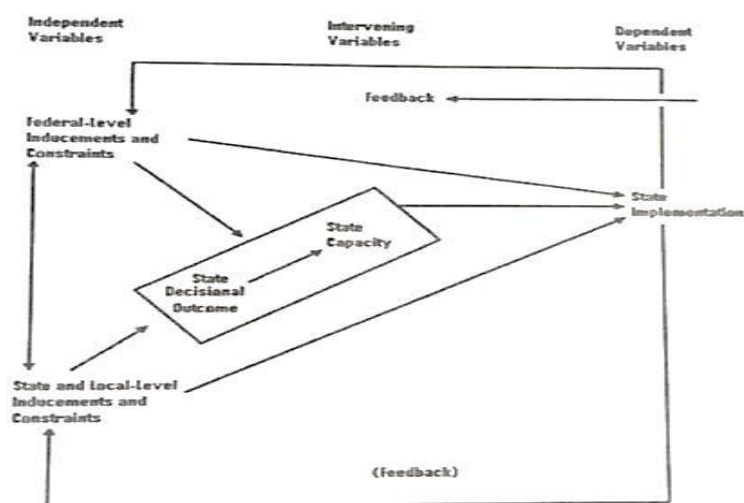 Independent
Variables
Intervening
Variables
Dependent
Variables
Feedback
Federal-level
Inducements and
Constraints
State
Implementation
State
Capacity
State
Decisional
Outcome
State and Local-level
Inducements and
Constraints
(Feedback)